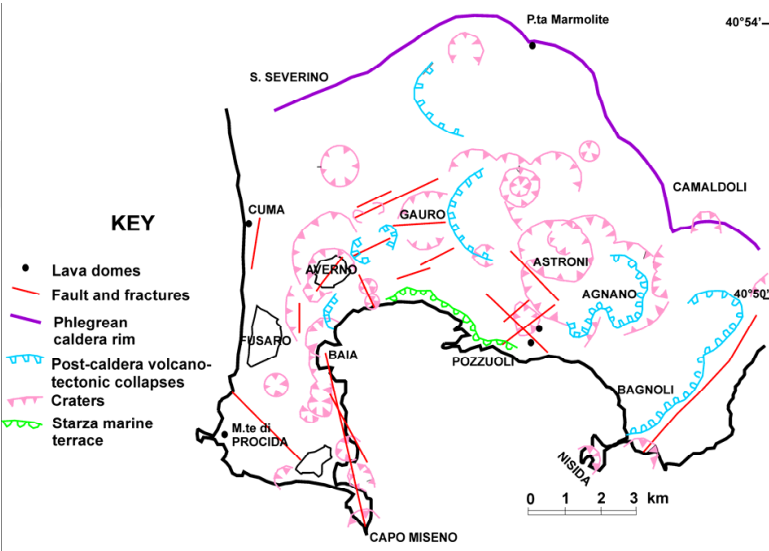 P.ta Marmolite
40°54'
S. SEVERINO
CAMALDOLI
KEY
CUMA
GAURO
Lava domes
Fault and fractures
Phlegrean
caldera rim
Post-caldera volcano-
tectonic collapses
Craters
Starza marine
terrace
AVERNO
ASTRONI
AGNANO
40°50'
FUSARO
BAIA
POZZUOLI
BAGNOLI
M.te di
PROCIDA
NISIDA
0 1 2 3 km
CAPO MISENO